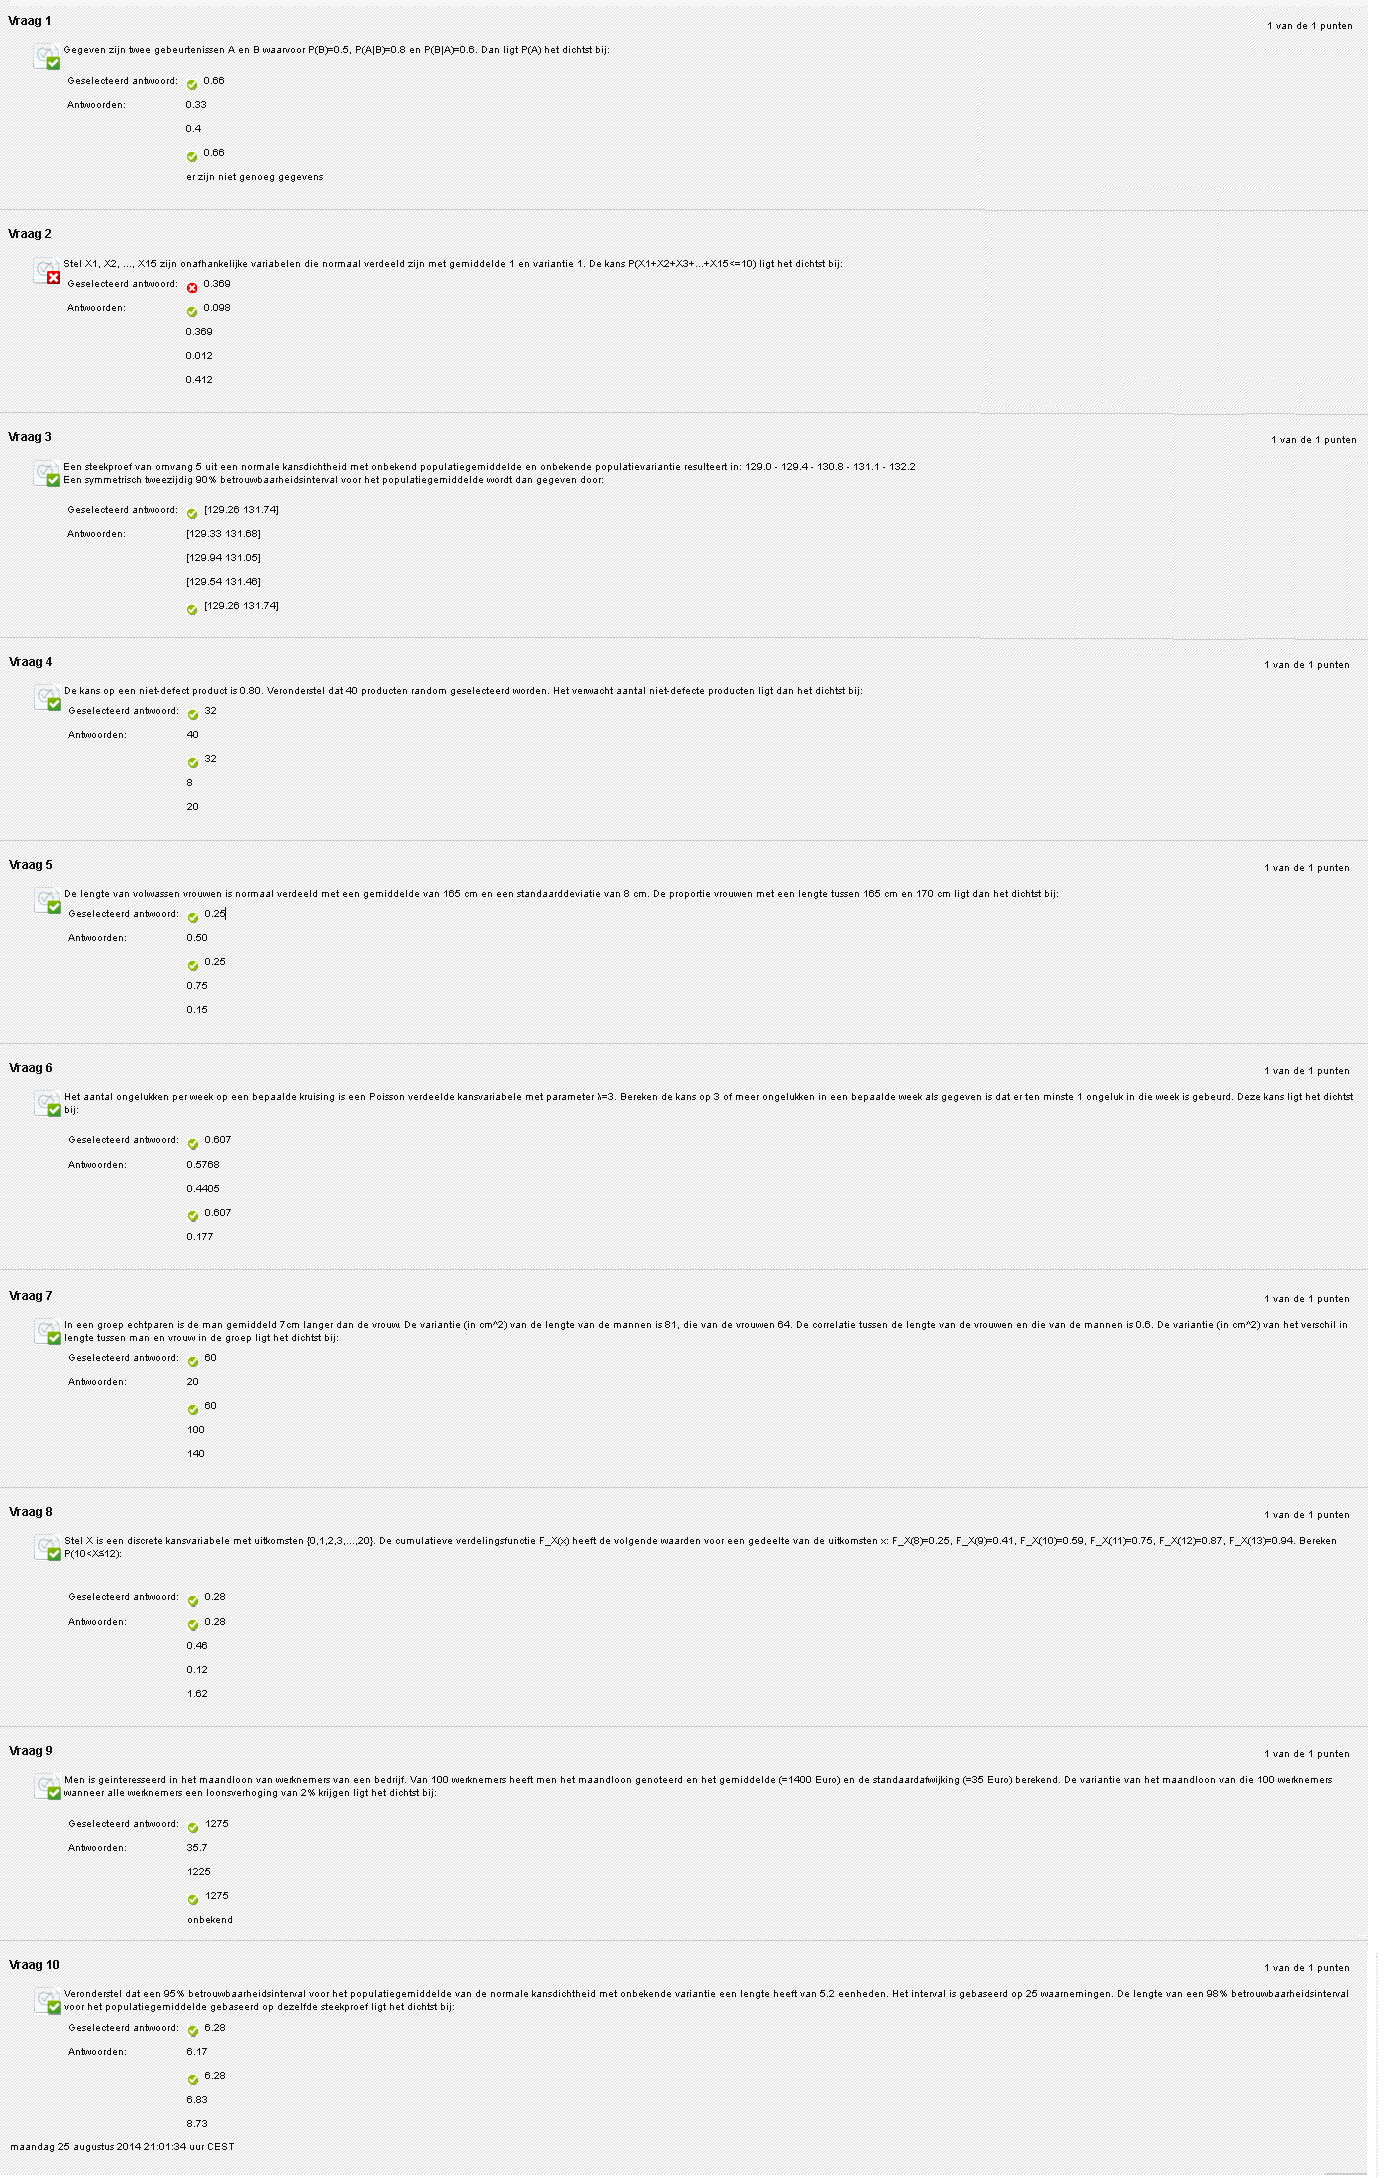 Vraag 1
1 van de 1 punten
Gegeven zijn twee gebeurtenissen A en B waarvoor P(B)=0.5, P(A|B)=0.8 en P(B|A)=0.6. Dan ligt P(A) het dichtst bij:
Geselecteerd antwoord: 0.66
Antwoorden: 0.33
0.4
0.66
er zijn niet genoeg gegevens
Vraag 2
Stel X1, X2, ..., X15 zijn onafhankelijke variabelen die normaal verdeeld zijn met gemiddelde 1 en variantie 1. De kans P(X1+X2+X3+...+X15<=10) ligt het dichtst bij:
Geselecteerd antwoord: 0.369
Antwoorden: 0.098
0.369
0.012
0.412
Vraag 3
1 van de 1 punten
Een steekproef van omvang 5 uit een normale kansdichtheid met onbekend populatiegemiddelde en onbekende populatievariantie resulteert in: 129.0 - 129.4 - 130.8 - 131.1 - 132.2
Een symmetrisch tweezijdig 90% betrouwbaarheidsinterval voor het populatiegemiddelde wordt dan gegeven door:
Geselecteerd antwoord: [129.26 131.74]
Antwoorden: [129.33 131.68]
[129.94 131.05]
[129.54 131.46]
[129.26 131.74]
Vraag 4
1 van de 1 punten
De kans op een niet-defect product is 0.80. Veronderstel dat 40 producten random geselecteerd worden. Het verwacht aantal niet-defecte producten ligt dan het dichtst bij:
Geselecteerd antwoord: 32
Antwoorden: 40
32
8
20
Vraag 5
1 van de 1 punten
De lengte van volwassen vrouwen is normaal verdeeld met een gemiddelde van 165 cm en een standaarddeviatie van 8 cm. De proportie vrouwen met een lengte tussen 165 cm en 170 cm ligt dan het dichtst bij:
Geselecteerd antwoord: 0.25
Antwoorden: 0.50
0.25
0.75
0.15
Vraag 6
1 van de 1 punten
Het aantal ongelukken per week op een bepaalde kruising is een Poisson verdeelde kansvariabele met parameter λ=3. Bereken de kans op 3 of meer ongelukken in een bepaalde week als gegeven is dat er ten minste 1 ongeluk in die week is gebeurd. Deze kans ligt het dichtst
bij:
Geselecteerd antwoord: 0.607
Antwoorden: 0.5768
0.4405
0.607
0.177
Vraag 7
1 van de 1 punten
In een groep echtparen is de man gemiddeld 7cm langer dan de vrouw. De variantie (in cm^2) van de lengte van de mannen is 81, die van de vrouwen 64. De correlatie tussen de lengte van de vrouwen en die van de mannen is 0.6. De variantie (in cm^2) van het verschil in
lengte tussen man en vrouw in de groep ligt het dichtst bij:
Geselecteerd antwoord: 60
Antwoorden: 20
60
100
140
Vraag 8
1 van de 1 punten
Stel X is een discrete kansvariabele met uitkomsten {0,1,2,3,...,20}. De cumulatieve verdelingsfunctie F_X(x) heeft de volgende waarden voor een gedeelte van de uitkomsten x: F_X(8)=0.25, F_X(9)=0.41, F_X(10)=0.59, F_X(11)=0.75, F_X(12)=0.87, F_X(13)=0.94. Bereken
P(10<X≤12):
Geselecteerd antwoord: 0.28
Antwoorden: 0.28
0.46
0.12
1.62
Vraag 9
1 van de 1 punten
Men is geinteresseerd in het maandloon van werknemers van een bedrijf. Van 100 werknemers heeft men het maandloon genoteerd en het gemiddelde (=1400 Euro) en de standaardafwijking (=35 Euro) berekend. De variantie van het maandloon van die 100 werknemers
wanneer alle werknemers een loonsverhoging van 2% krijgen ligt het dichtst bij:
Geselecteerd antwoord: 1275
Antwoorden: 35.7
1225
1275
onbekend
Vraag 10
1 van de 1 punten
Veronderstel dat een 95% betrouwbaarheidsinterval voor het populatiegemiddelde van de normale kansdichtheid met onbekende variantie een lengte heeft van 5.2 eenheden. Het interval is gebaseerd op 25 waarnemingen. De lengte van een 98% betrouwbaarheidsinterval
voor het populatiegemiddelde gebaseerd op dezelfde steekproef ligt het dichtst bij:
Geselecteerd antwoord: 6.28
Antwoorden: 6.17
6.28
6.83
8.73
maandag 25 augustus 2014 21:01:34 uur CEST